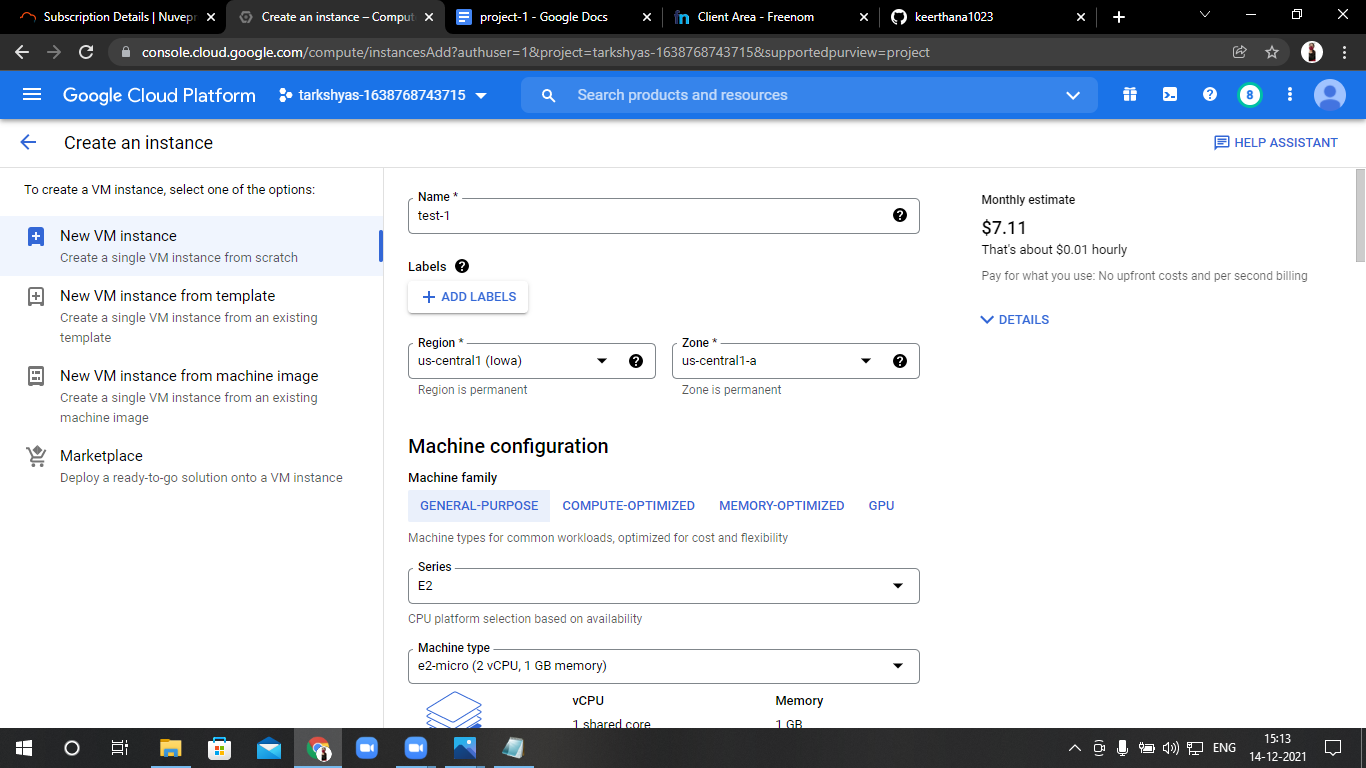 Subscription Details | Nuvepr
Create an instance – Comput
project-1 - Google Docs
Client Area - Freenom
keerthana1023
console.cloud.google.com/compute/instancesAdd?authuser=1&project=tarkshyas-1638768743715&supportedpurview=project
Google Cloud Platform
tarkshyas-1638768743715
Search products and resources
8
Create an instance
HELP ASSISTANT
To create a VM instance, select one of the options:
New VM instance
Create a single VM instance from scratch
New VM instance from template
Create a single VM instance from an existing
template
New VM instance from machine image
Create a single VM instance from an existing
machine image
Marketplace
Deploy a ready-to-go solution onto a VM instance
Name *
test-1
Labels
ADD LABELS
Region *
us-central1 (Iowa)
Region is permanent
Zone *
us-central1-a
Zone is permanent
Machine configuration
Machine family
GENERAL-PURPOSE
COMPUTE-OPTIMIZED
MEMORY-OPTIMIZED
GPU
Machine types for common workloads, optimized for cost and flexibility
Series
E2
CPU platform selection based on availability
Machine type
e2-micro (2 vCPU, 1 GB memory)
vCPU
1 shared core
Memory
1 GB
Monthly estimate
$7.11
That's about $0.01 hourly
Pay for what you use: No upfront costs and per second billing
DETAILS
ENG
15:13
14-12-2021